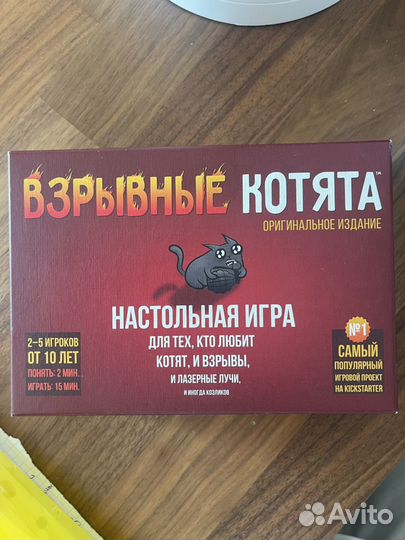 ВЗРЫВНЫЕ КОТЯТА™
ОРИГИНАЛЬНОЕ ИЗДАНИЕ
НАСТОЛЬНАЯ ИГРА
ДЛЯ ТЕХ, КТО ЛЮБИТ
КОТЯТ, И ВЗРЫВЫ,
И ЛАЗЕРНЫЕ ЛУЧИ,
И ИНОГДА КОЗЛИКОВ
2–5 ИГРОКОВ
ОТ 10 ЛЕТ
ПОНЯТЬ: 2 МИН.
ИГРАТЬ: 15 МИН.
№1
САМЫЙ
ПОПУЛЯРНЫЙ
ИГРОВОЙ ПРОЕКТ
НА KICKSTARTER
Avito